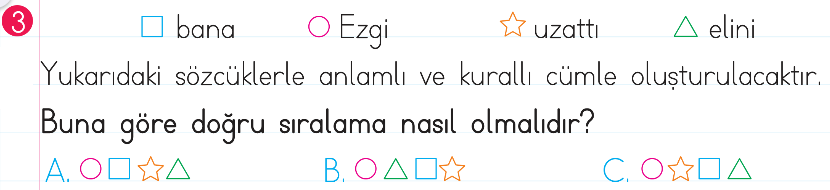 3 □ bana ○ Ezgi ☆ uzattı △ elini
Yukarıdaki sözcüklerle anlamlı ve kurallı cümle oluşturulacaktır.
Buna göre doğru sıralama nasıl olmalıdır?
A. ○□☆△ B. ○△□☆ C. ○☆□△